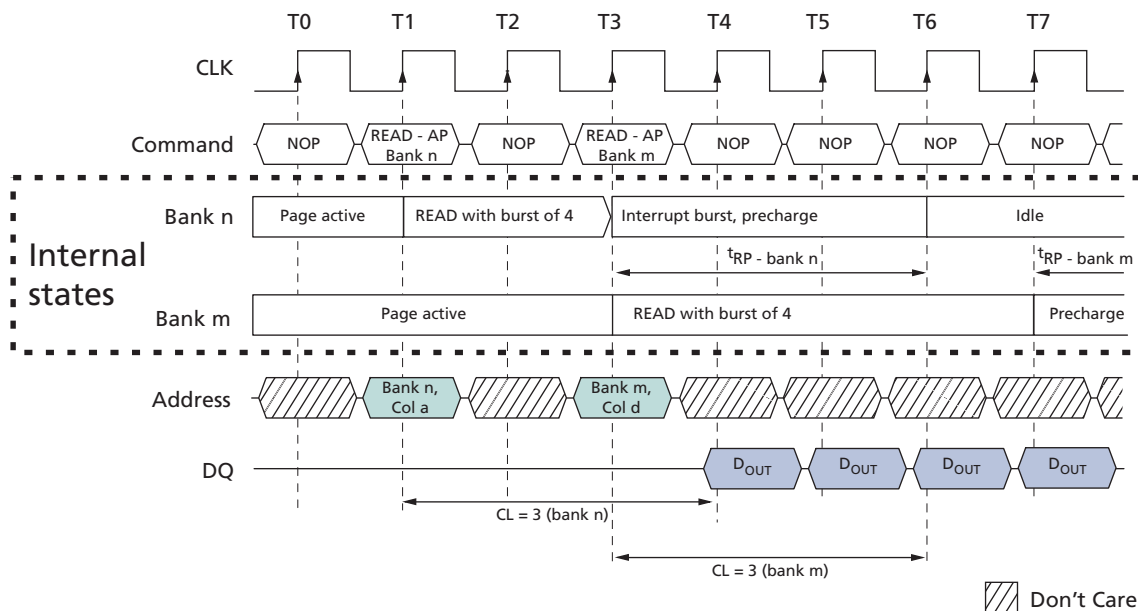 T0 T1 T2 T3 T4 T5 T6 T7
CLK
Command
NOP
READ - AP
Bank n
NOP
READ - AP
Bank m
NOP
NOP
NOP
NOP
Internal
states
Bank n
Page active
READ with burst of 4
Interrupt burst, precharge
Idle
tRP - bank n
tRP - bank m
Bank m
Page active
READ with burst of 4
Precharge
Address
Bank n,
Col a
Bank m,
Col d
DQ
DOUT
DOUT
DOUT
DOUT
CL = 3 (bank n)
CL = 3 (bank m)
Don't Care